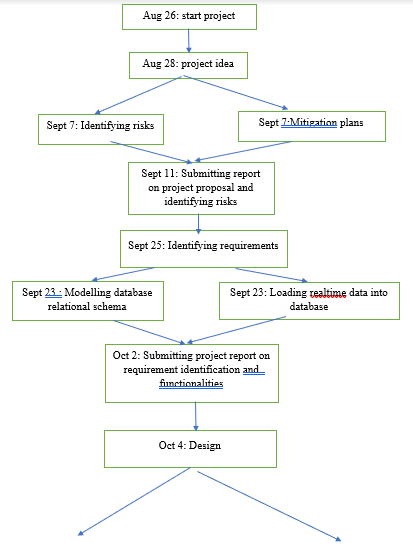 Aug 26: start project
Aug 28: project idea
Sept 7: Identifying risks
Sept 7:Mitigation plans
Sept 11: Submitting report
on project proposal and
identifying risks
Sept 25: Identifying requirements
Sept 23.: Modelling database
relational schema
Sept 23: Loading realtime data into
database
Oct 2: Submitting project report on
requirement identification and
functionalities
Oct 4: Design